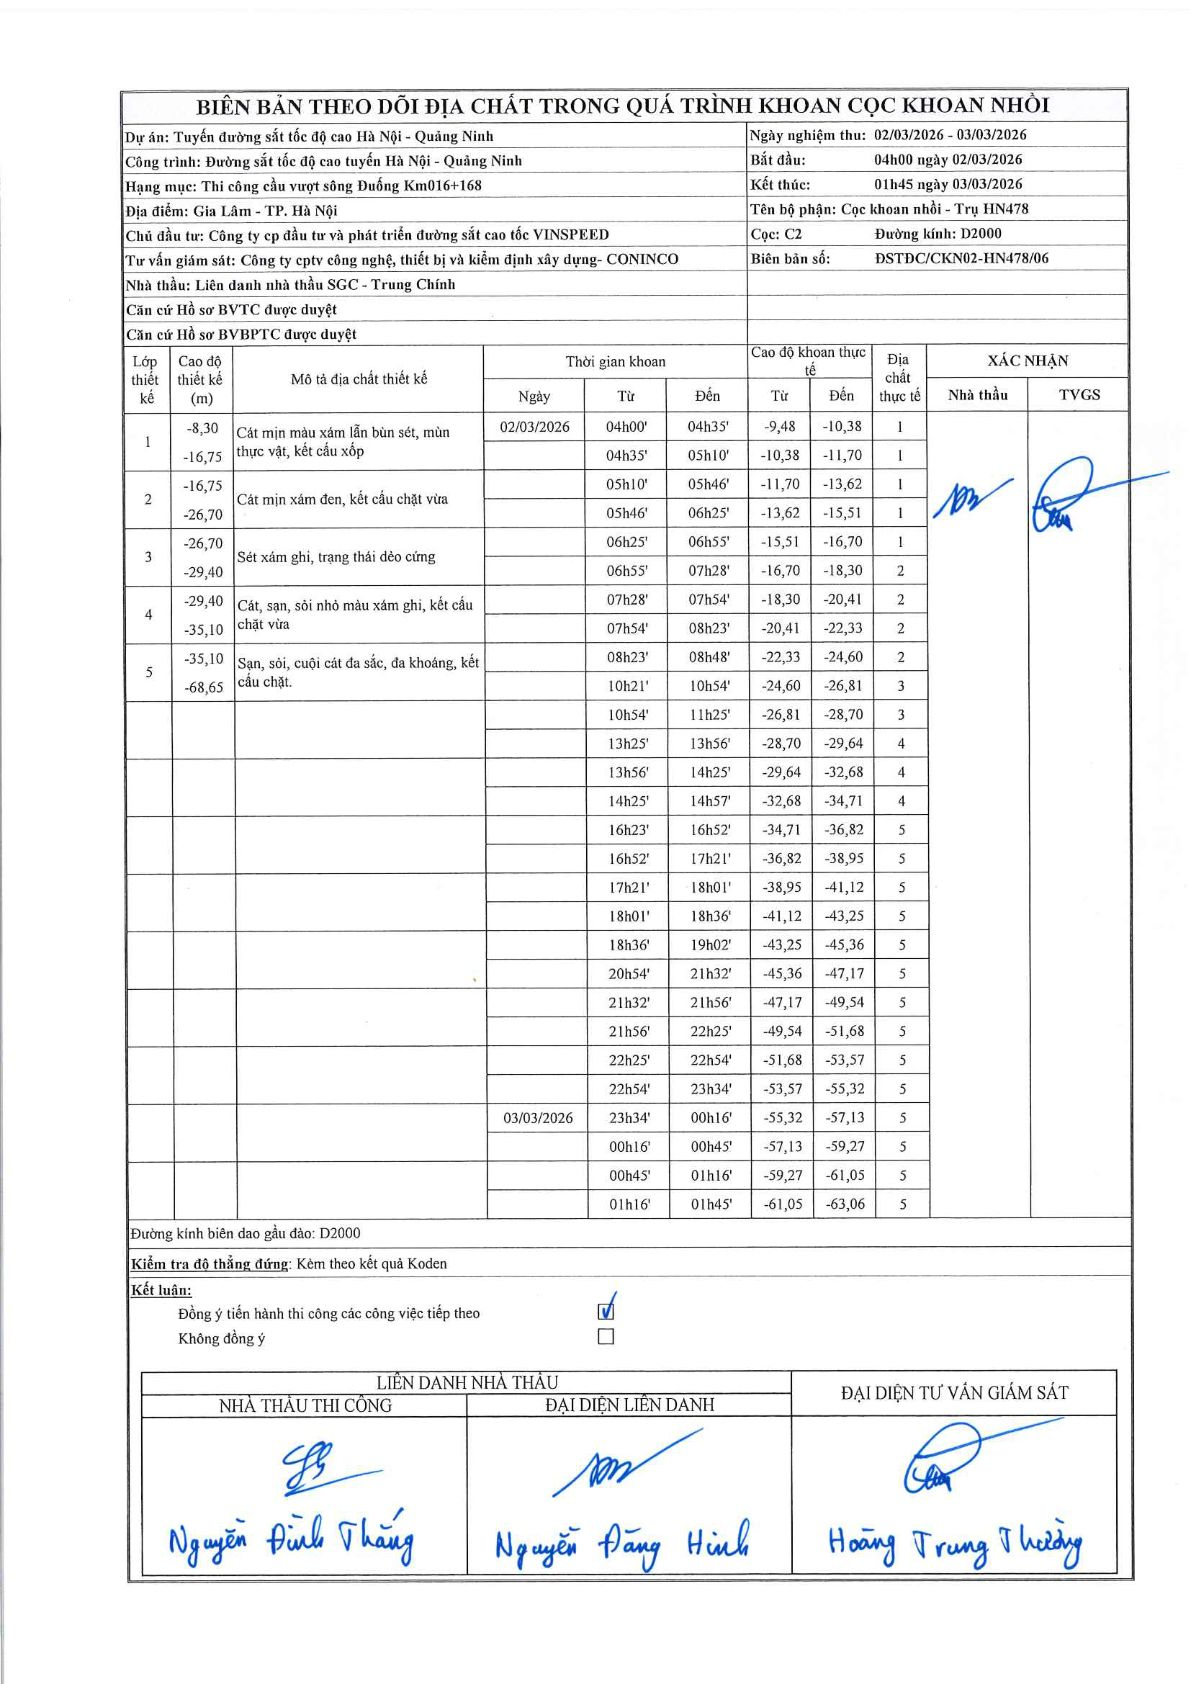 BIÊN BẢN THEO DÕI ĐỊA CHẤT TRONG QUÁ TRÌNH KHOAN CỌC KHOAN NHỒI
Dự án: Tuyến đường sắt tốc độ cao Hà Nội - Quảng Ninh
Ngày nghiệm thu: 02/03/2026 - 03/03/2026
Công trình: Đường sắt tốc độ cao tuyến Hà Nội - Quảng Ninh
Bắt đầu: 04h00 ngày 02/03/2026
Hạng mục: Thi công cầu vượt sông Đuống Km016+168
Kết thúc: 01h45 ngày 03/03/2026
Địa điểm: Gia Lâm - TP. Hà Nội
Tên bộ phận: Cọc khoan nhồi - Trụ HN478
Chủ đầu tư: Công ty cp đầu tư và phát triển đường sắt cao tốc VINSPEED
Cọc: C2 Đường kính: D2000
Tư vấn giám sát: Công ty cptv công nghệ, thiết bị và kiểm định xây dựng- CONINCO
Biên bản số: ĐSTĐC/CKN02-HN478/06
Nhà thầu: Liên danh nhà thầu SGC - Trung Chính
Căn cứ Hồ sơ BVTC được duyệt
Căn cứ Hồ sơ BVBPTC được duyệt
Lớp thiết kế Cao độ thiết kế (m) Mô tả địa chất thiết kế Thời gian khoan Cao độ khoan thực tế Địa chất thực tế XÁC NHẬN
Ngày Từ Đến Từ Đến Nhà thầu TVGS
1 -8,30 -16,75 Cát mịn màu xám lẫn bùn sét, mùn thực vật, kết cấu xốp
2 -16,75 -26,70 Cát mịn xám đen, kết cấu chặt vừa
3 -26,70 -29,40 Sét xám ghi, trạng thái dẻo cứng
4 -29,40 -35,10 Cát, sạn, sỏi nhỏ màu xám ghi, kết cấu chặt vừa
5 -35,10 -68,65 Sạn, sỏi, cuội cát đa sắc, đa khoáng, kết cấu chặt.
02/03/2026 04h00' 04h35' -9,48 -10,38 1
04h35' 05h10' -10,38 -11,70 1
05h10' 05h46' -11,70 -13,62 1
05h46' 06h25' -13,62 -15,51 1
06h25' 06h55' -15,51 -16,70 1
06h55' 07h28' -16,70 -18,30 2
07h28' 07h54' -18,30 -20,41 2
07h54' 08h23' -20,41 -22,33 2
08h23' 08h48' -22,33 -24,60 2
10h21' 10h54' -24,60 -26,81 3
10h54' 11h25' -26,81 -28,70 3
13h25' 13h56' -28,70 -29,64 4
13h56' 14h25' -29,64 -32,68 4
14h25' 14h57' -32,68 -34,71 4
16h23' 16h52' -34,71 -36,82 5
16h52' 17h21' -36,82 -38,95 5
17h21' 18h01' -38,95 -41,12 5
18h01' 18h36' -41,12 -43,25 5
18h36' 19h02' -43,25 -45,36 5
20h54' 21h32' -45,36 -47,17 5
21h32' 21h56' -47,17 -49,54 5
21h56' 22h25' -49,54 -51,68 5
22h25' 22h54' -51,68 -53,57 5
22h54' 23h34' -53,57 -55,32 5
03/03/2026 23h34' 00h16' -55,32 -57,13 5
00h16' 00h45' -57,13 -59,27 5
00h45' 01h16' -59,27 -61,05 5
01h16' 01h45' -61,05 -63,06 5
Đường kính biên dao gầu đào: D2000
Kiểm tra độ thẳng đứng: Kèm theo kết quả Koden
Kết luận:
Đồng ý tiến hành thi công các công việc tiếp theo
Không đồng ý
LIÊN DANH NHÀ THẦU
ĐẠI DIỆN TƯ VẤN GIÁM SÁT
NHÀ THẦU THI CÔNG ĐẠI DIỆN LIÊN DANH
Nguyễn Đình Thắng Nguyễn Đăng Hinh Hoàng Trung Thường